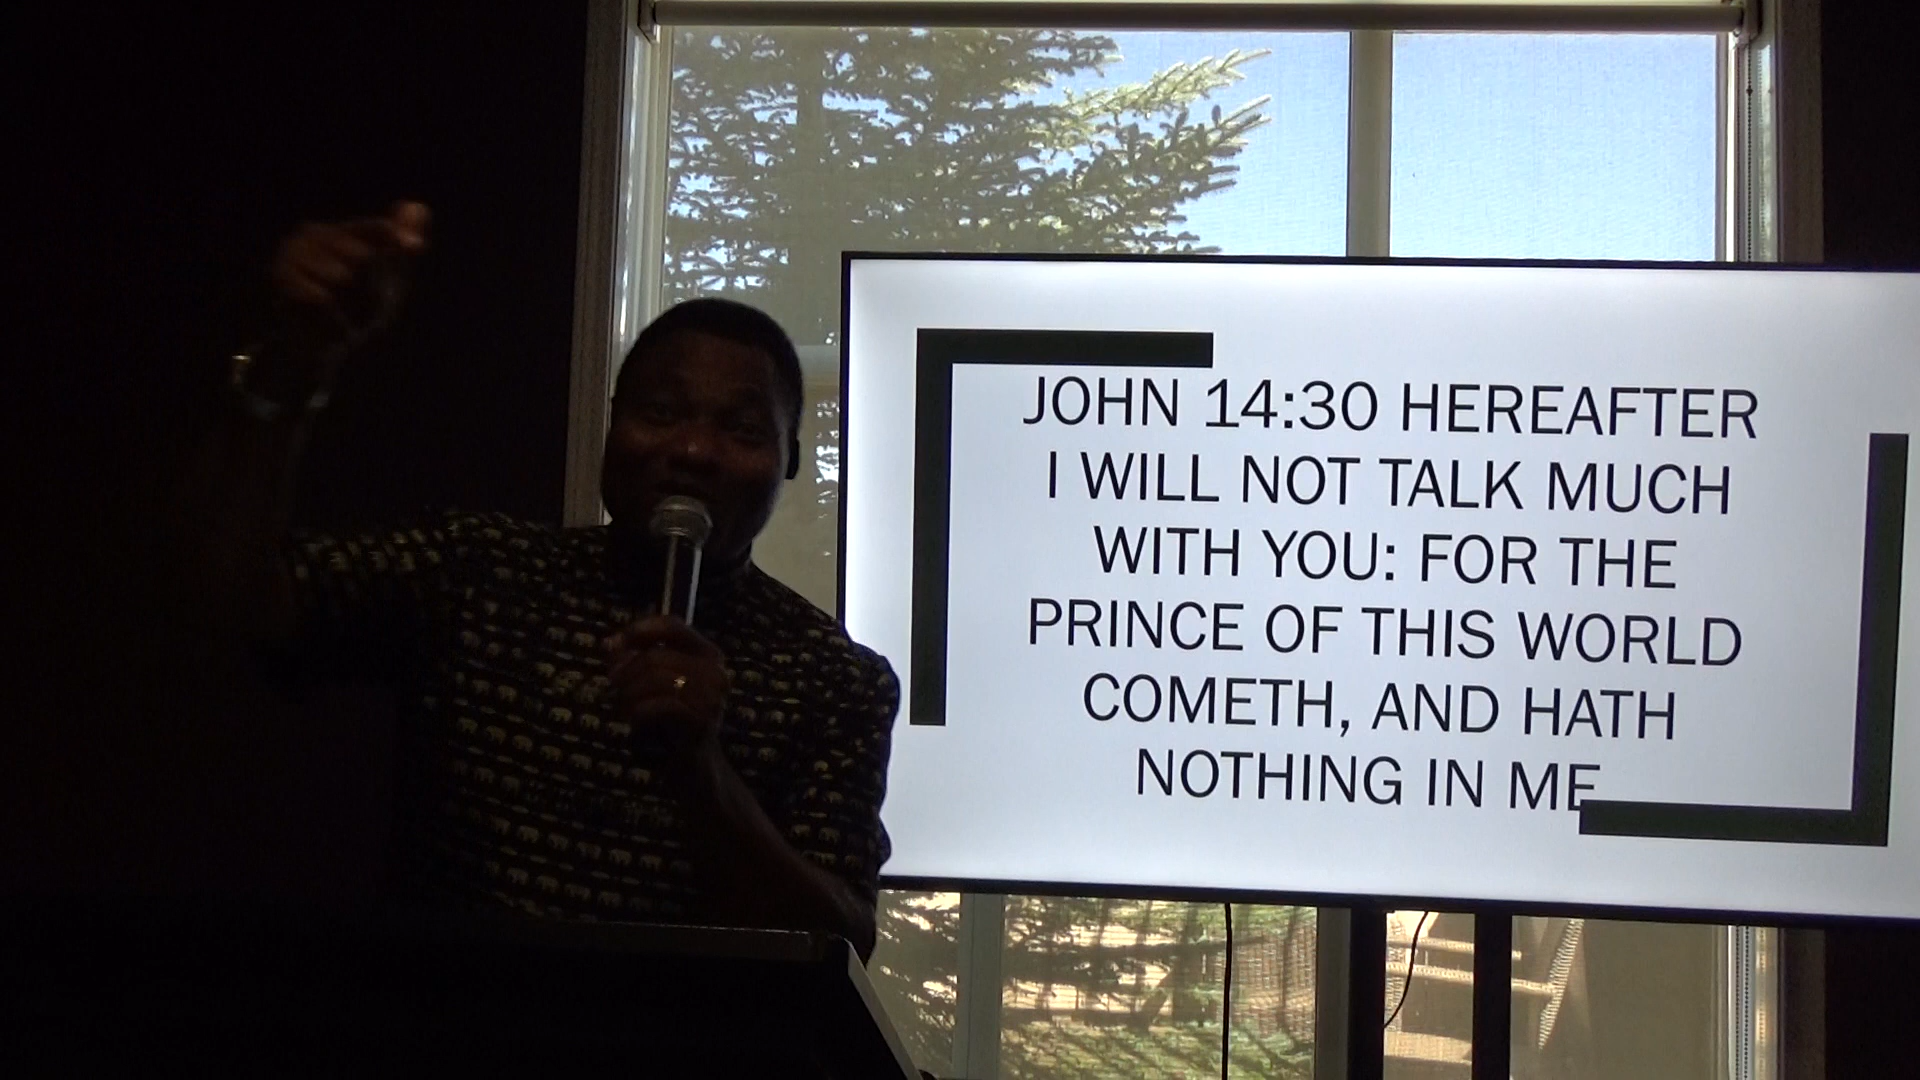 JOHN 14:30 HEREAFTER
I WILL NOT TALK MUCH
WITH YOU: FOR THE
PRINCE OF THIS WORLD
COMETH, AND HATH
NOTHING IN ME